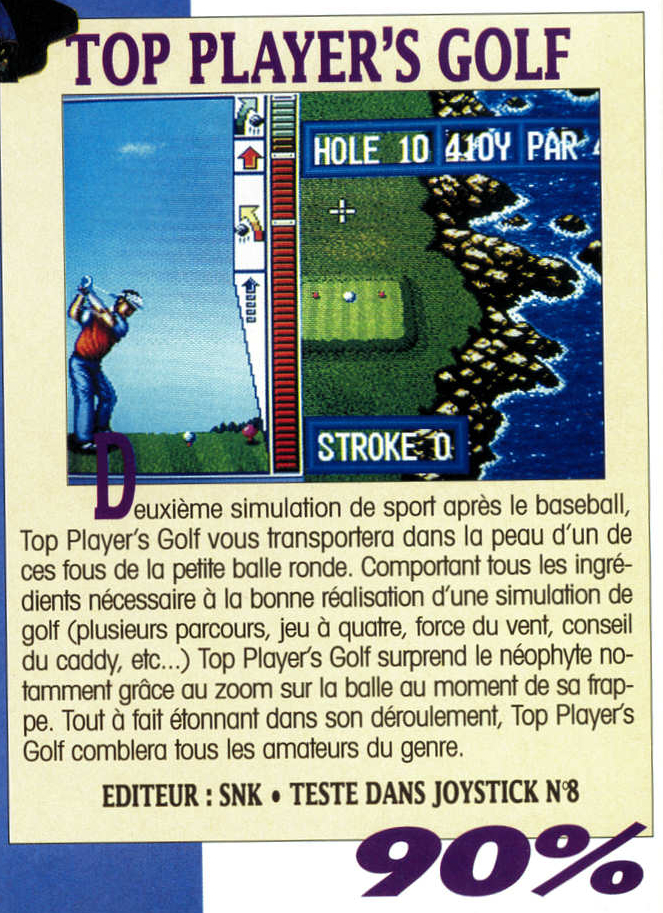 TOP PLAYER'S GOLF
HOLE 10 410Y PAR
STROKE 0
Deuxième simulation de sport après le baseball,
Top Player's Golf vous transportera dans la peau d'un de
ces fous de la petite balle ronde. Comportant tous les ingré-
dients nécessaire à la bonne réalisation d'une simulation de
golf (plusieurs parcours, jeu à quatre, force du vent, conseil
du caddy, etc...) Top Player's Golf surprend le néophyte no-
tamment grâce au zoom sur la balle au moment de sa frap-
pe. Tout à fait étonnant dans son déroulement, Top Player's
Golf comblera tous les amateurs du genre.
EDITEUR : SNK • TESTE DANS JOYSTICK N°8
90%